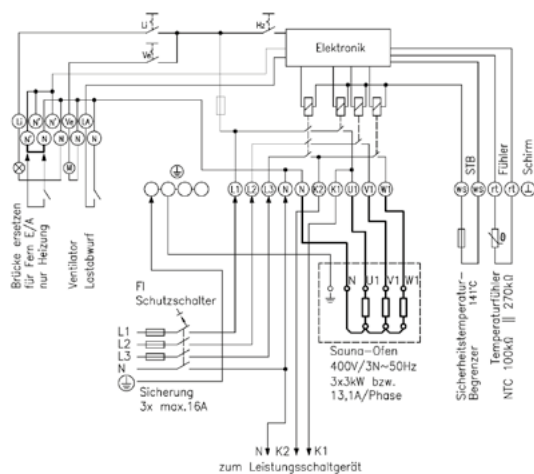 Li
Hz
Ve
Elektronik
Li
N'
N'
N'
N
N
Ve
N
LA
N
M
L1
L2
L3
N
N
K2
K1
U1
V1
W1
ws
ws
rt
rt
STB
Fühler
Schirm
Brücke ersetzen
für Fern E/A
nur Heizung
Ventilator
Lastabwurf
FI
Schutzschalter
L1
L2
L3
N
Sicherung
3x max.16A
N U1 V1 W1
Sauna-Ofen
400V/3N~50Hz
3x3kW bzw.
13,1A/Phase
Sicherheitstemperatur-
Begrenzer 141°C
Temperaturfühler
NTC 100kΩ || 270kΩ
N K2 K1
zum Leistungsschaltgerät